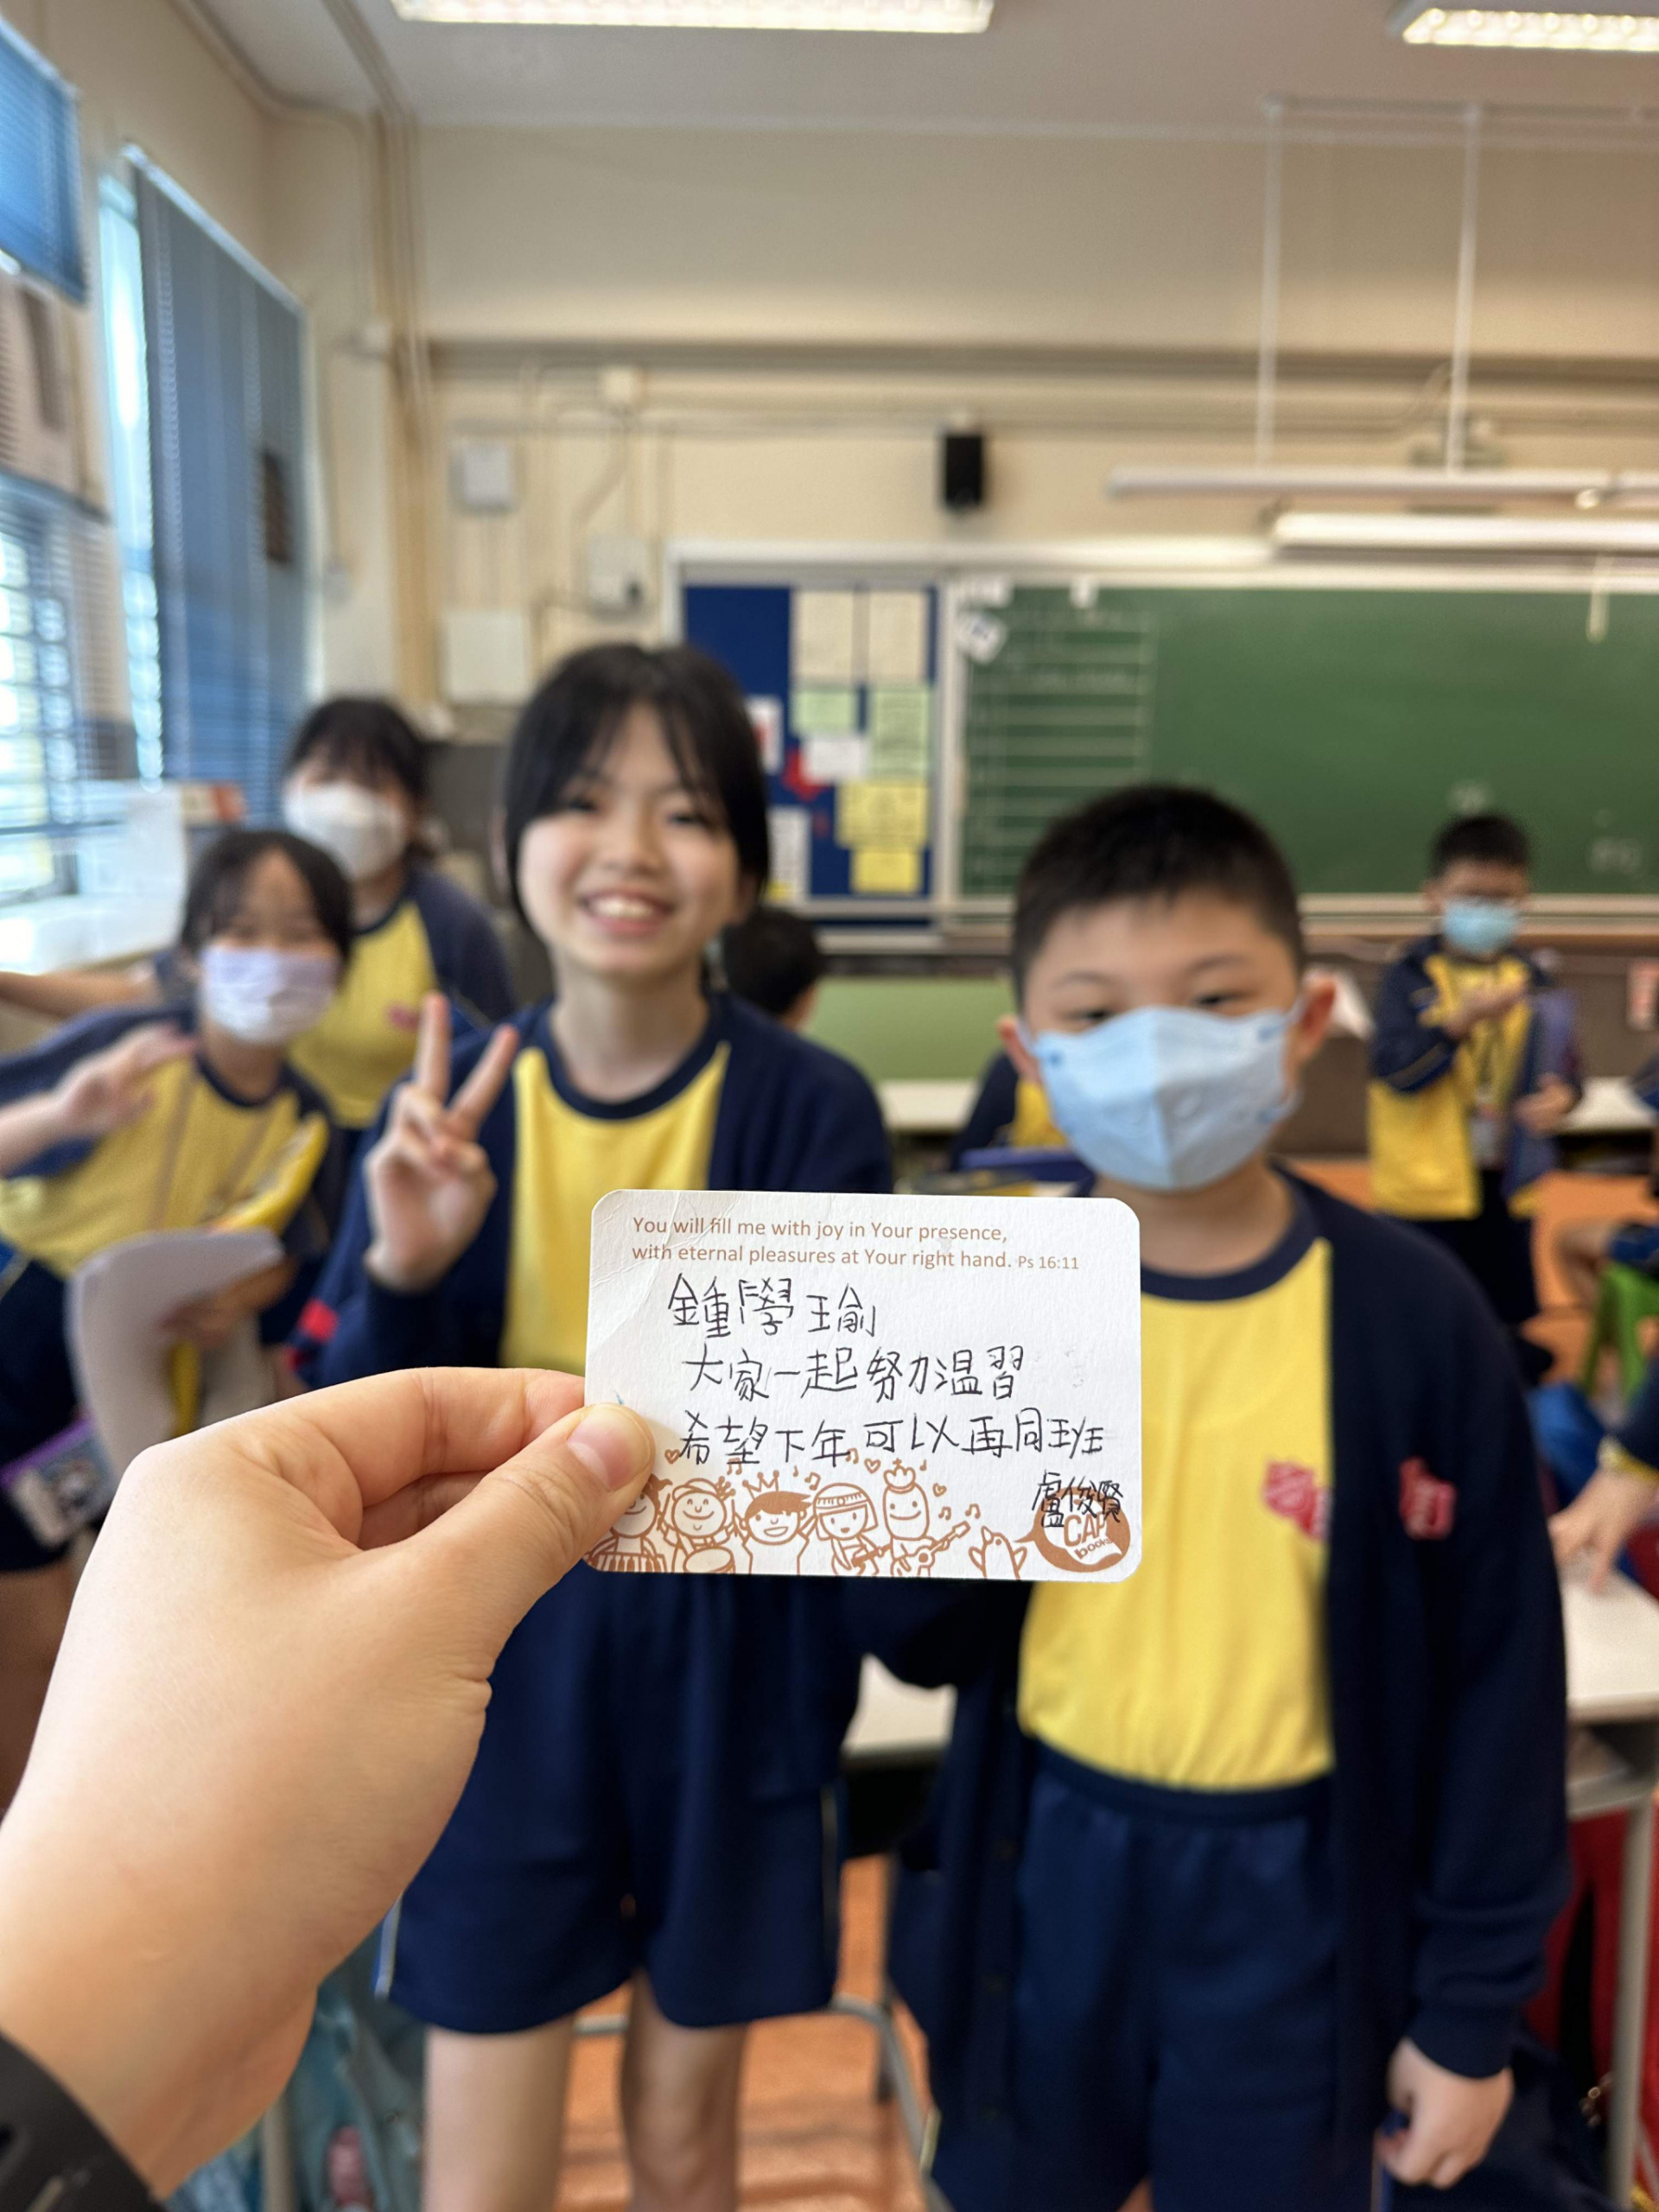 You will fill me with joy in Your presence,
with eternal pleasures at Your right hand. Ps 16:11
鍾學瑜
大家一起努力温習
希望下年可以再同班
盧俊賢
CAP
books